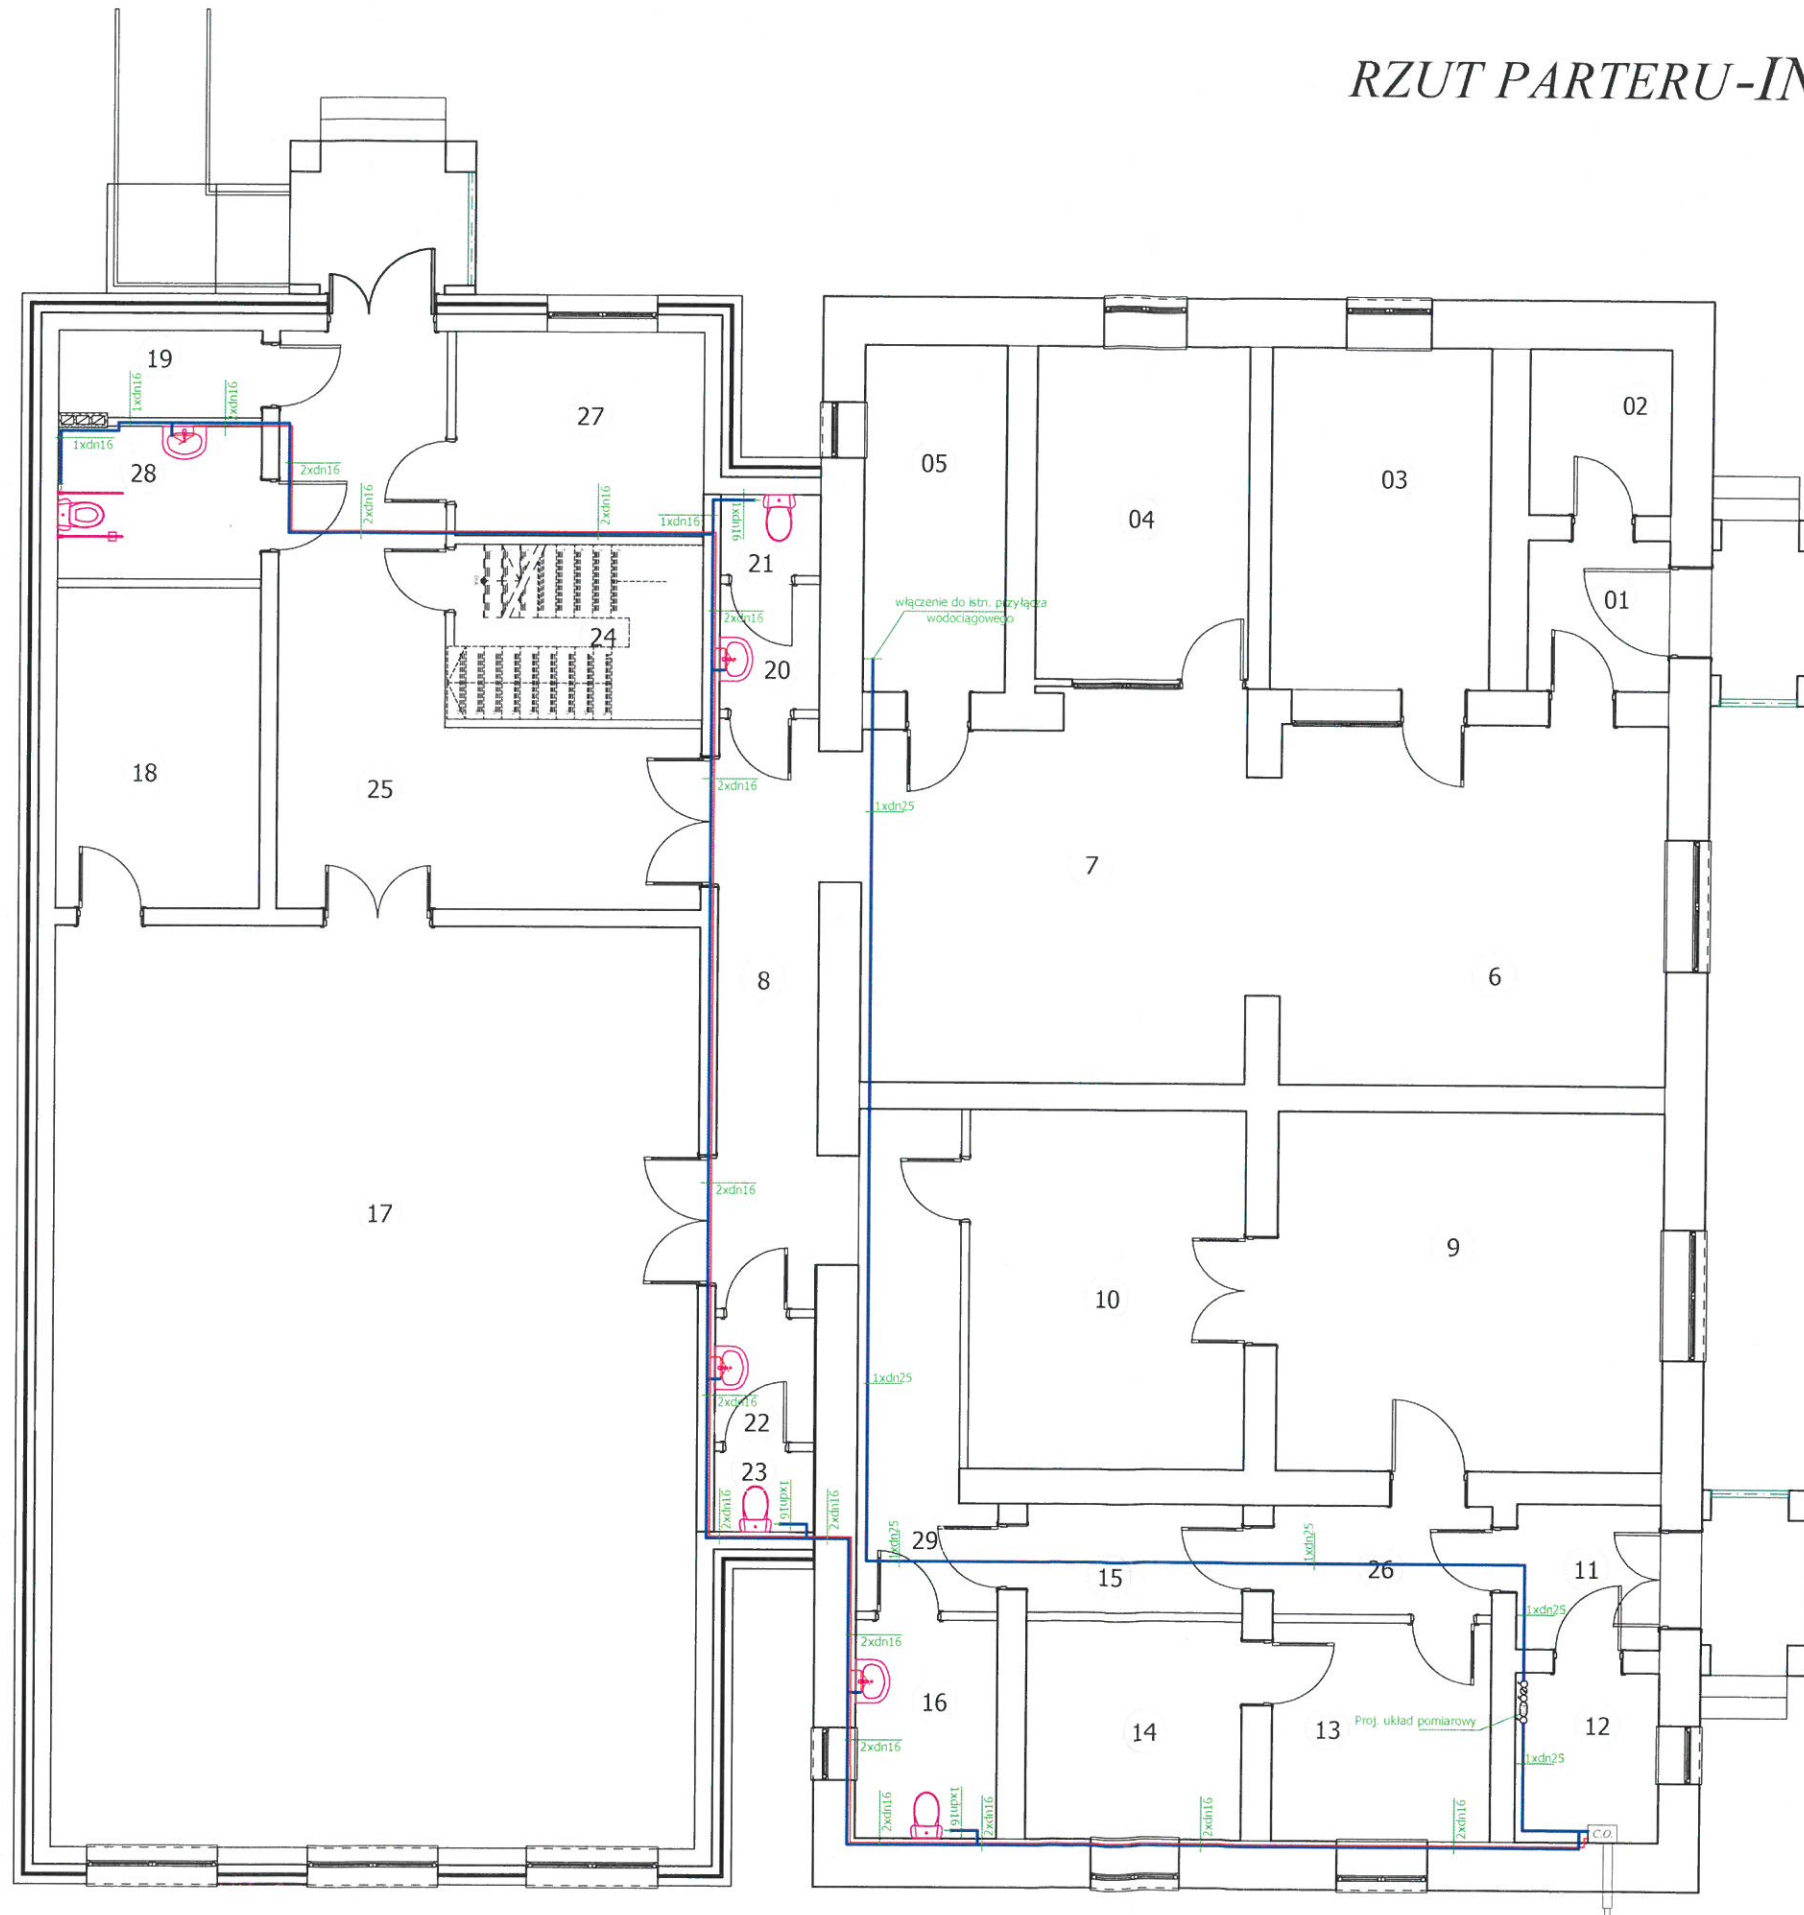 RZUT PARTERU-IN
19
1xdn16
2xdn16
27
02
1xdn16
28
2xdn16
05
03
2xdn16
2xdn16
1xdn16
1xdn16
04
21
włączenie do istn. przyłącza
wodociągowego
01
2xdn16
24
20
18
25
2xdn16
1xdn25
7
8
6
2xdn16
17
9
10
1xdn25
2xdn16
22
23
2xdn16
1xdn16
2xdn16
29
1xdn25
1xdn25
15
26
11
1xdn25
2xdn16
16
14
13
Proj. układ pomiarowy
12
2xdn16
1xdn25
2xdn16
1xdn16
2xdn16
2xdn16
2xdn16
C.O.